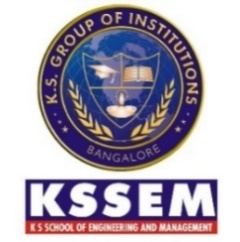 K.S. GROUP OF INSTITUTIONS
BANGALORE
KSSEM
K S SCHOOL OF ENGINEERING AND MANAGEMENT